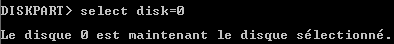 DISKPART> select disk=0
Le disque 0 est maintenant le disque sélectionné.